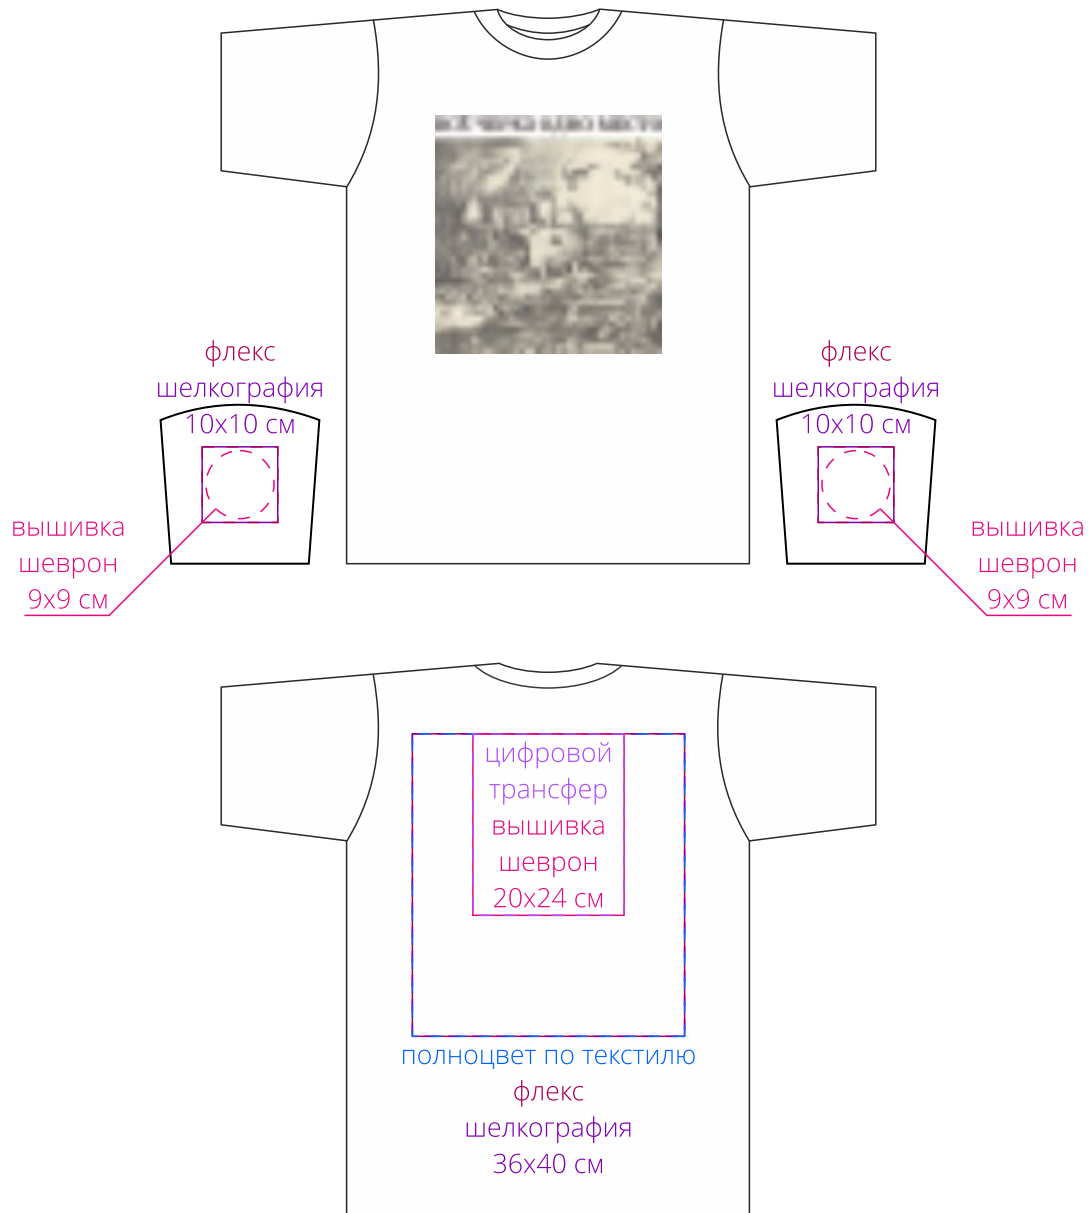 флекс
шелкография
10x10 см
вышивка
шеврон
9x9 см
флекс
шелкография
10x10 см
вышивка
шеврон
9x9 см
цифровой
трансфер
вышивка
шеврон
20x24 см
полноцвет по текстилю
флекс
шелкография
36x40 см